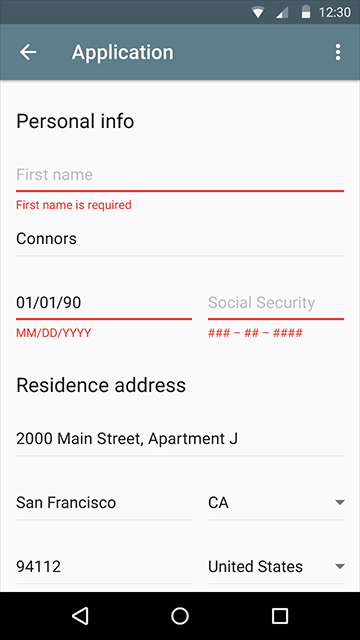 12:30
Application
Personal info
First name
First name is required
Connors
01/01/90 Social Security
MM/DD/YYYY ### – ## – ####
Residence address
2000 Main Street, Apartment J
San Francisco CA
94112 United States